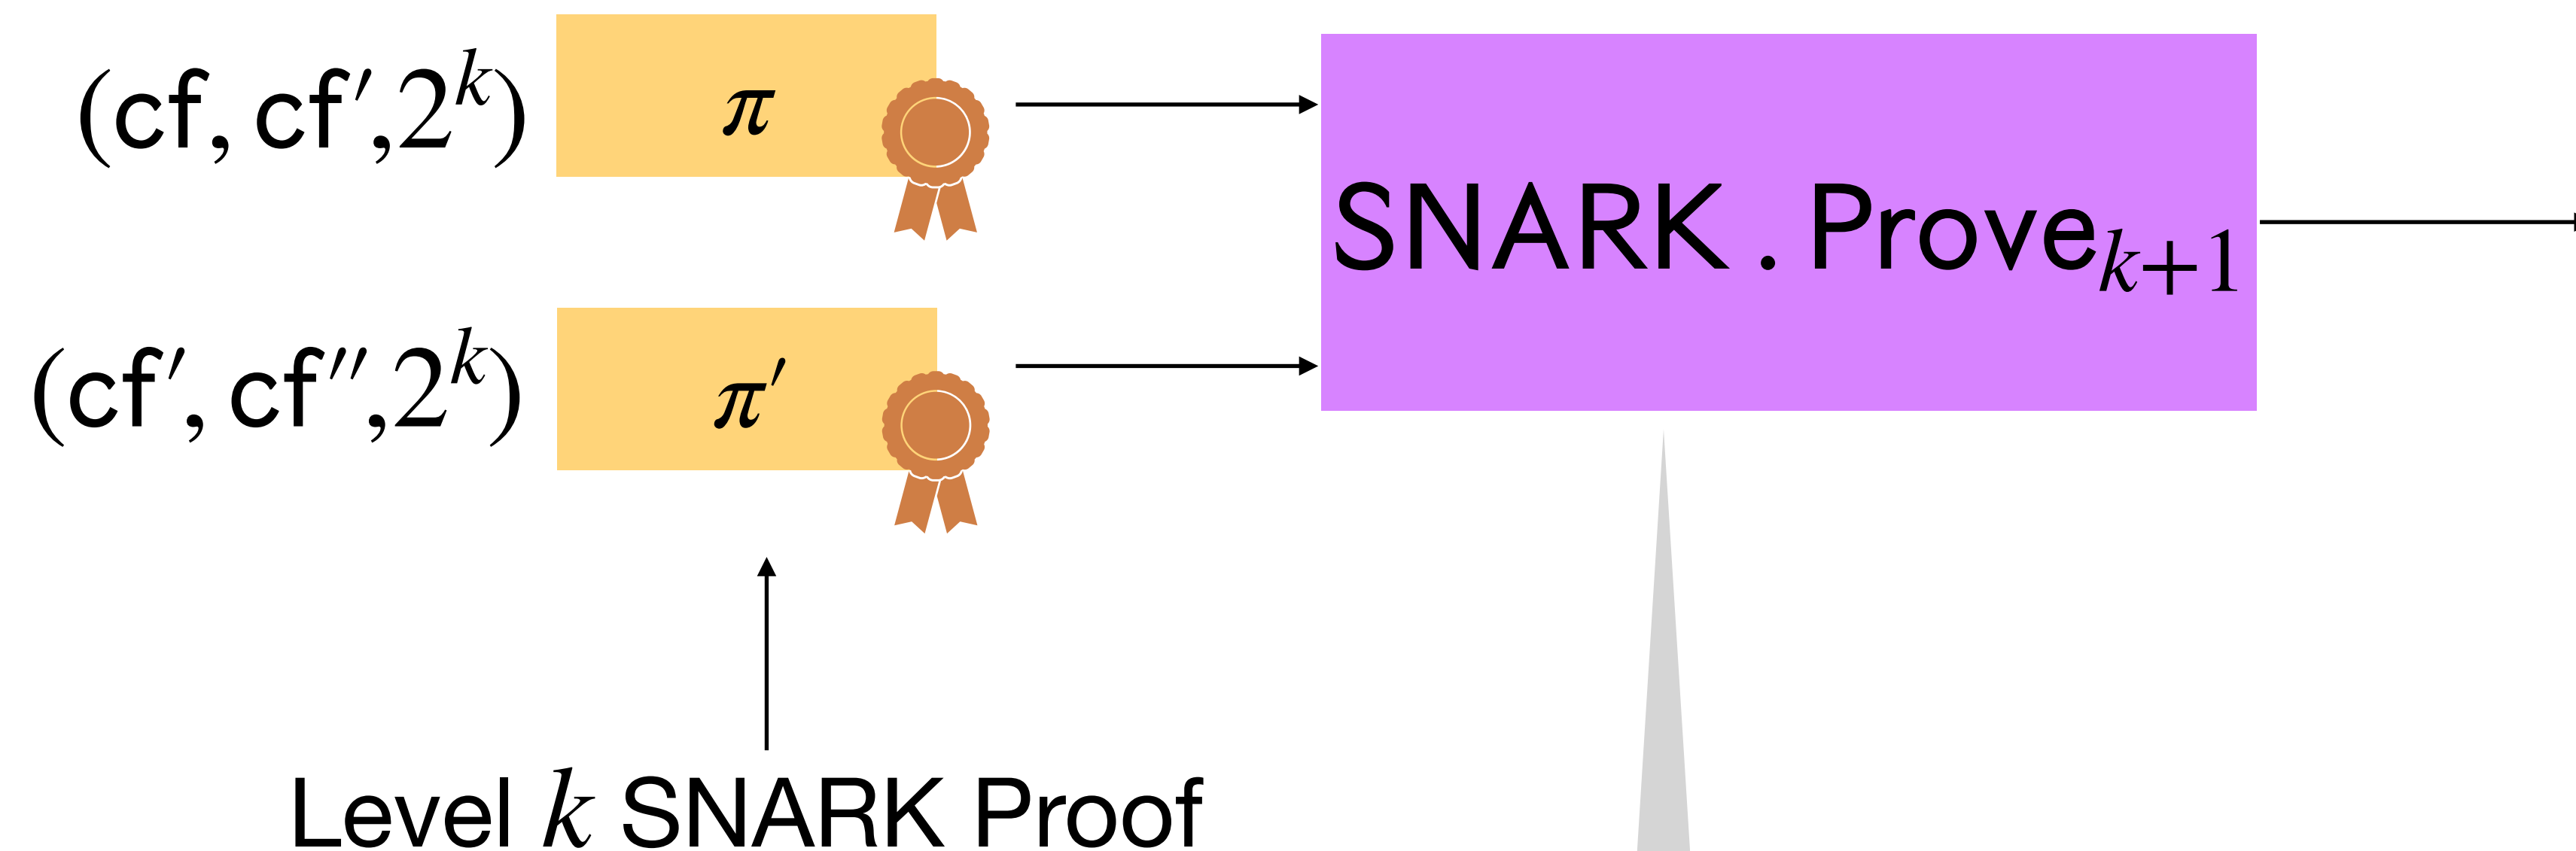 (cf, cf′,2^k) π
SNARK . Prove_{k+1}
(cf′, cf′′,2^k) π′
Level k SNARK Proof